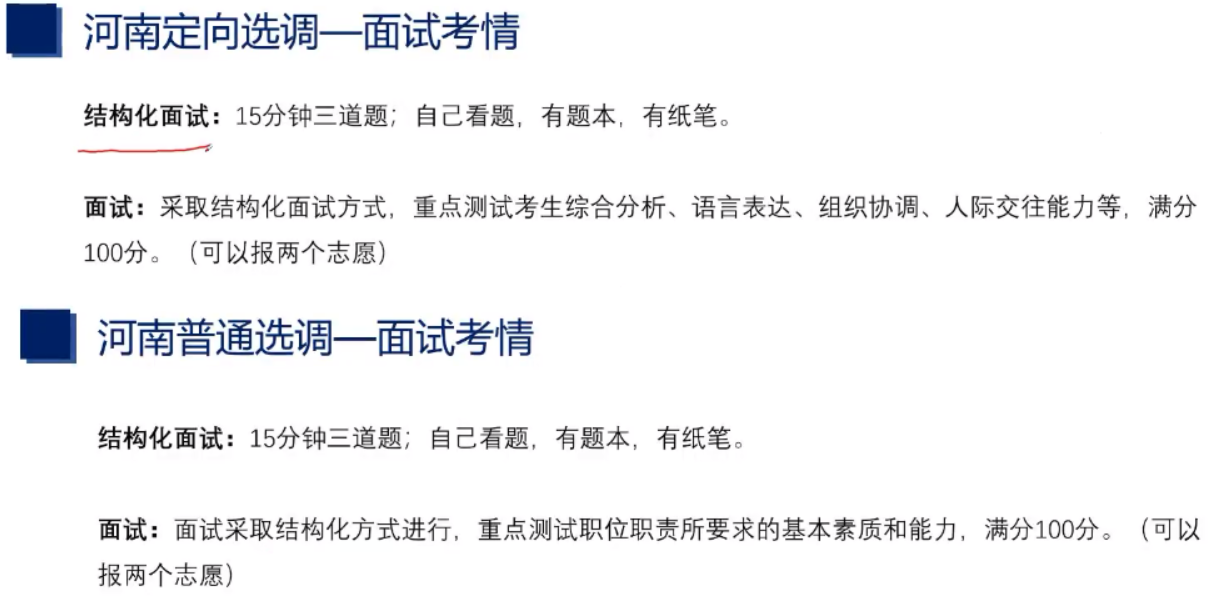 河南定向选调—面试考情
结构化面试：15分钟三道题；自己看题，有题本，有纸笔。
面试：采取结构化面试方式，重点测试考生综合分析、语言表达、组织协调、人际交往能力等，满分
100分。（可以报两个志愿）
河南普通选调—面试考情
结构化面试：15分钟三道题；自己看题，有题本，有纸笔。
面试：面试采取结构化方式进行，重点测试职位职责所要求的基本素质和能力，满分100分。（可以
报两个志愿）